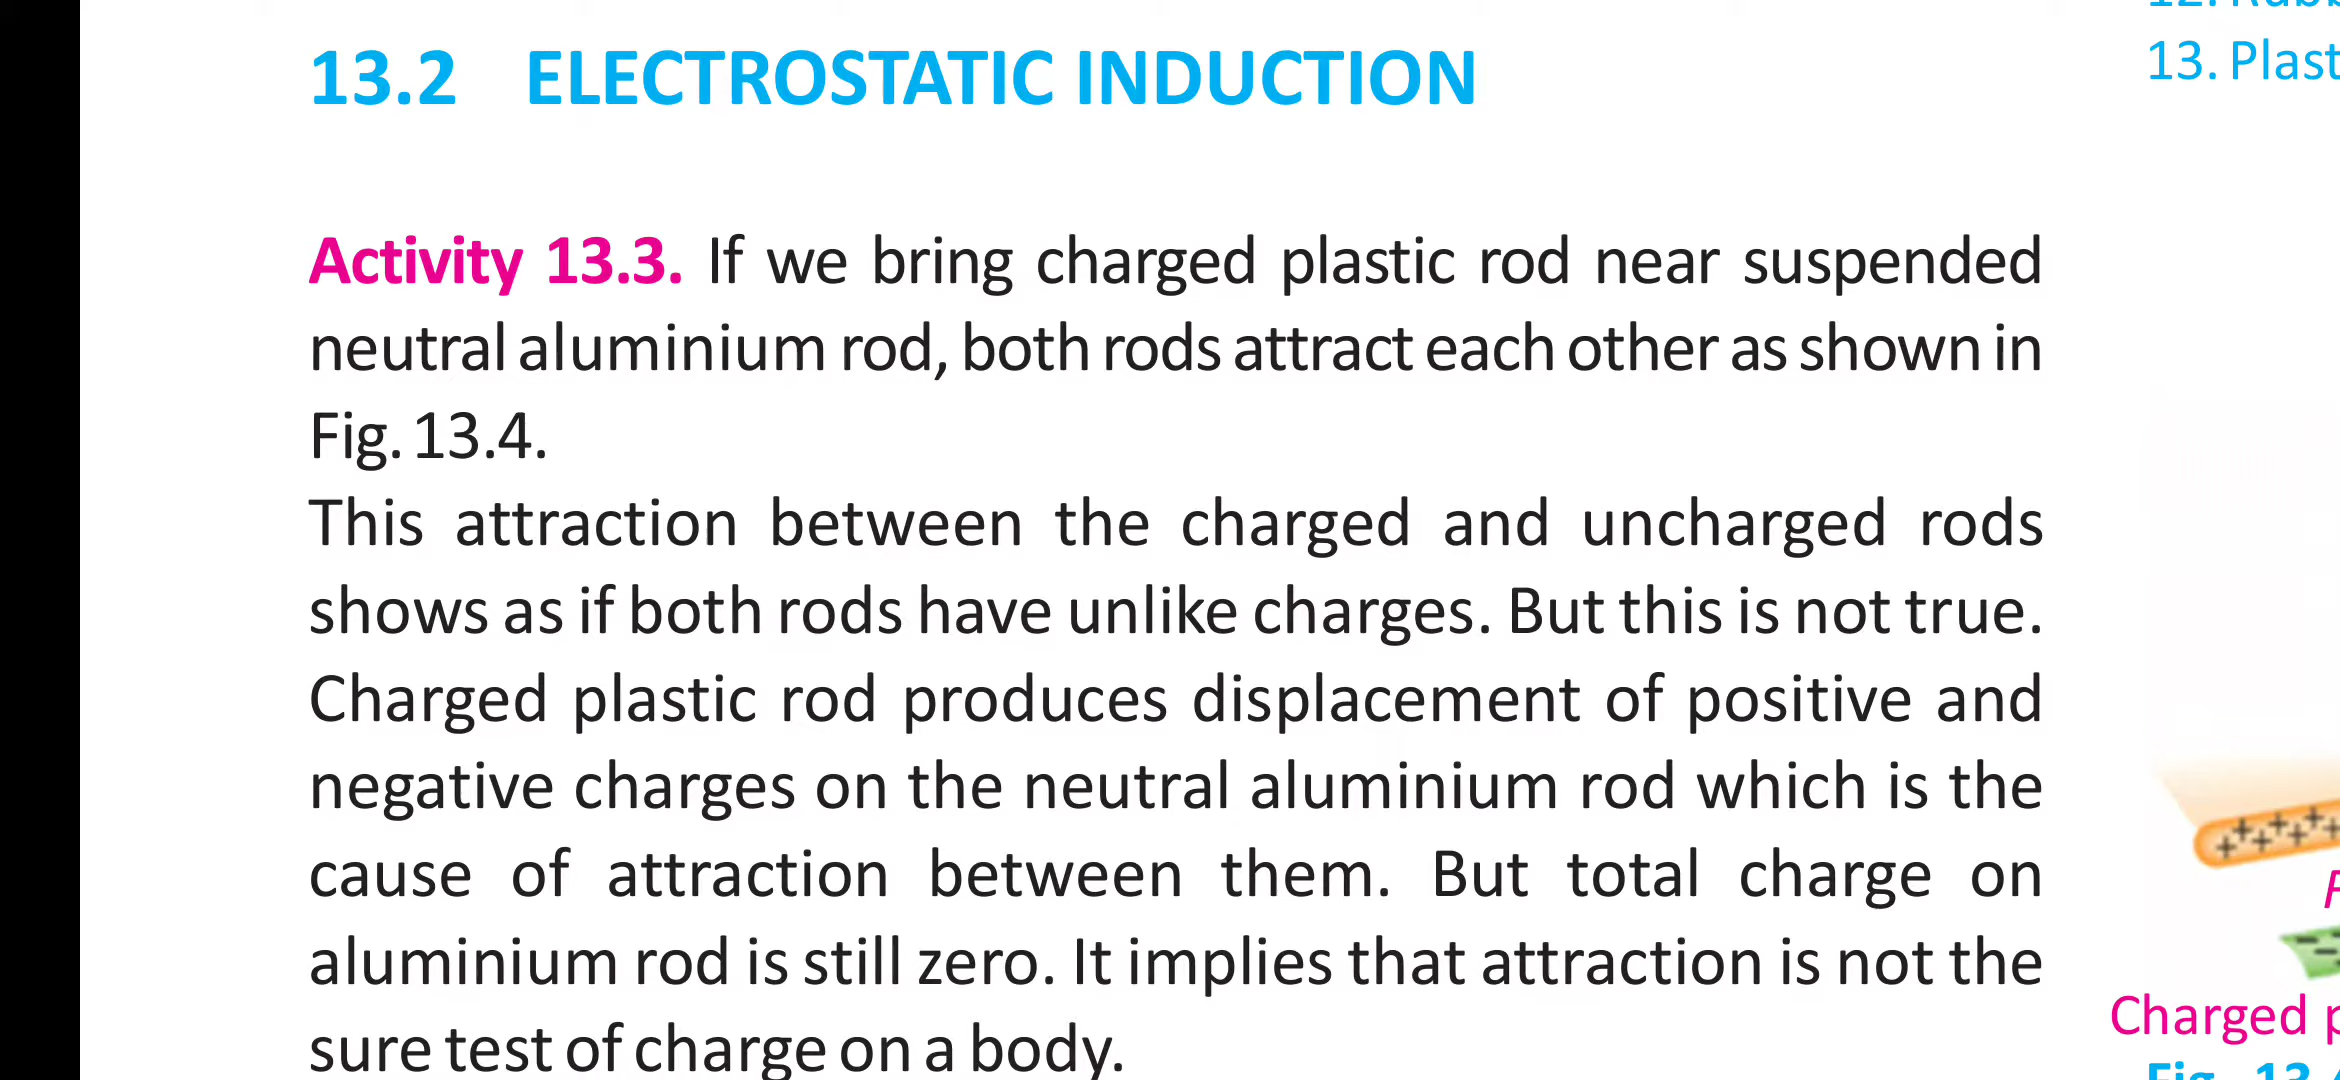 13. Plast
13.2 ELECTROSTATIC INDUCTION
Activity 13.3. If we bring charged plastic rod near suspended
neutral aluminium rod, both rods attract each other as shown in
Fig. 13.4.
This attraction between the charged and uncharged rods
shows as if both rods have unlike charges. But this is not true.
Charged plastic rod produces displacement of positive and
negative charges on the neutral aluminium rod which is the
cause of attraction between them. But total charge on
aluminium rod is still zero. It implies that attraction is not the
sure test of charge on a body.
Charged